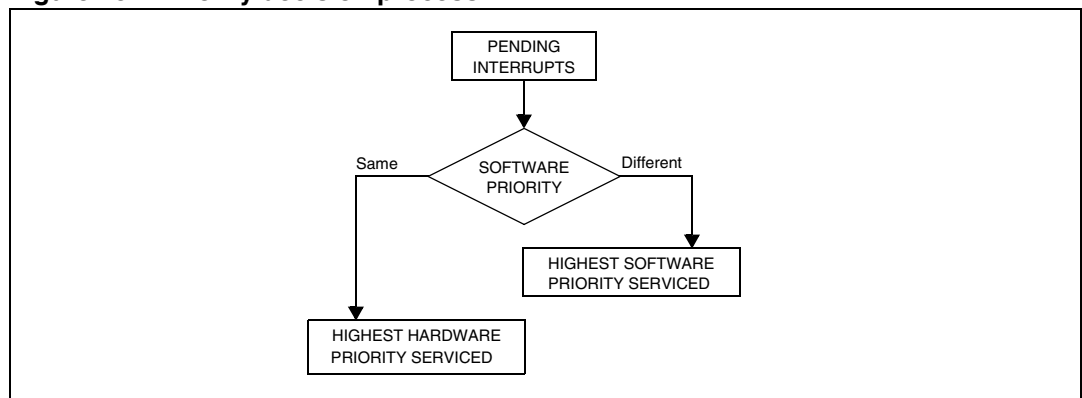 PENDING
INTERRUPTS
Same
SOFTWARE
PRIORITY
Different
HIGHEST SOFTWARE
PRIORITY SERVICED
HIGHEST HARDWARE
PRIORITY SERVICED